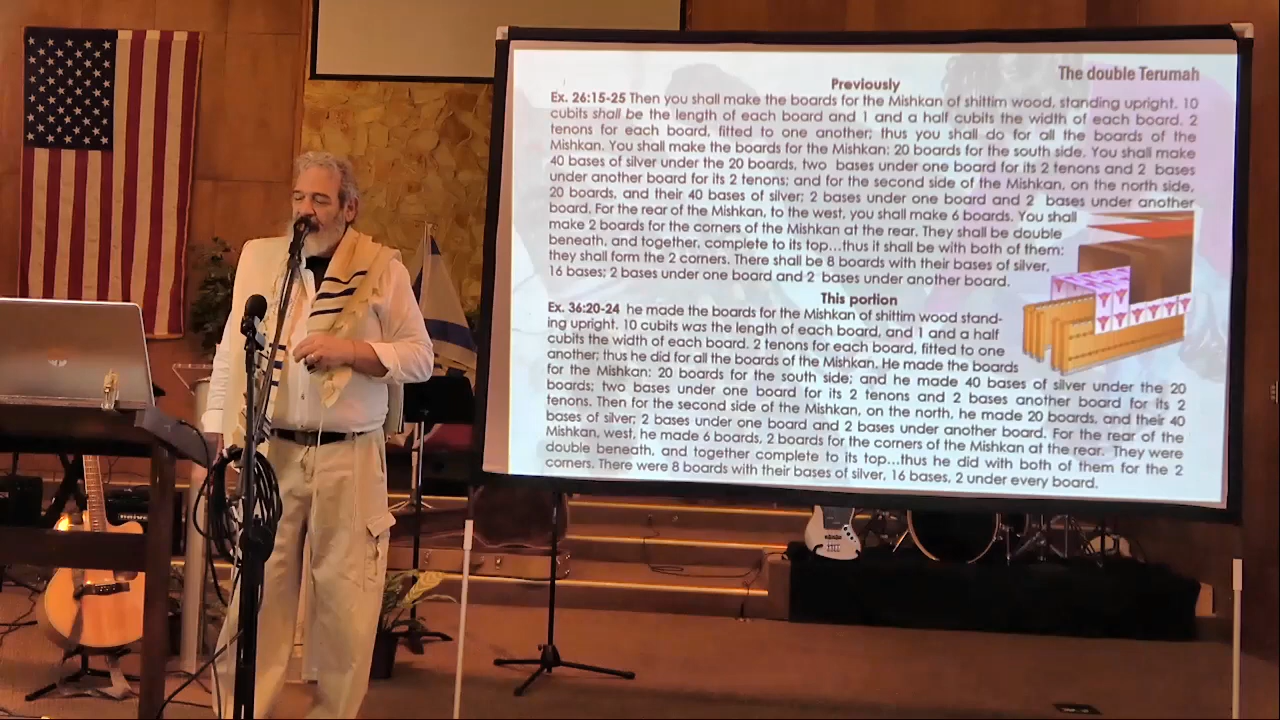 The double Terumah
Previously
Ex. 26:15-25 Then you shall make the boards for the Mishkan of shittim wood, standing upright. 10
cubits shall be the length of each board and 1 and a half cubits the width of each board. 2
tenons for each board, fitted to one another; thus you shall do for all the boards of the
Mishkan. You shall make the boards for the Mishkan: 20 boards for the south side. You shall make
40 bases of silver under the 20 boards, two bases under one board for its 2 tenons and 2 bases
under another board for its 2 tenons; and for the second side of the Mishkan, on the north side,
20 boards, and their 40 bases of silver; 2 bases under one board and 2 bases under another
board. For the rear of the Mishkan, to the west, you shall make 6 boards. You shall
make 2 boards for the corners of the Mishkan at the rear. They shall be double
beneath, and together, complete to its top...thus it shall be with both of them:
they shall form the 2 corners. There shall be 8 boards with their bases of silver,
16 bases; 2 bases under one board and 2 bases under another board.
This portion
Ex. 36:20-24 he made the boards for the Mishkan of shittim wood stand-
ing upright. 10 cubits was the length of each board, and 1 and a half
cubits the width of each board. 2 tenons for each board, fitted to one
another; thus he did for all the boards of the Mishkan. He made the boards
for the Mishkan: 20 boards for the south side; and he made 40 bases of silver under the 20
boards; two bases under one board for its 2 tenons and 2 bases another board for its 2
tenons. Then for the second side of the Mishkan, on the north, he made 20 boards, and their 40
bases of silver; 2 bases under one board and 2 bases under another board. For the rear of the
Mishkan, west, he made 6 boards, 2 boards for the corners of the Mishkan at the rear. They were
double beneath, and together complete to its top...thus he did with both of them for the 2
corners. There were 8 boards with their bases of silver, 16 bases, 2 under every board.